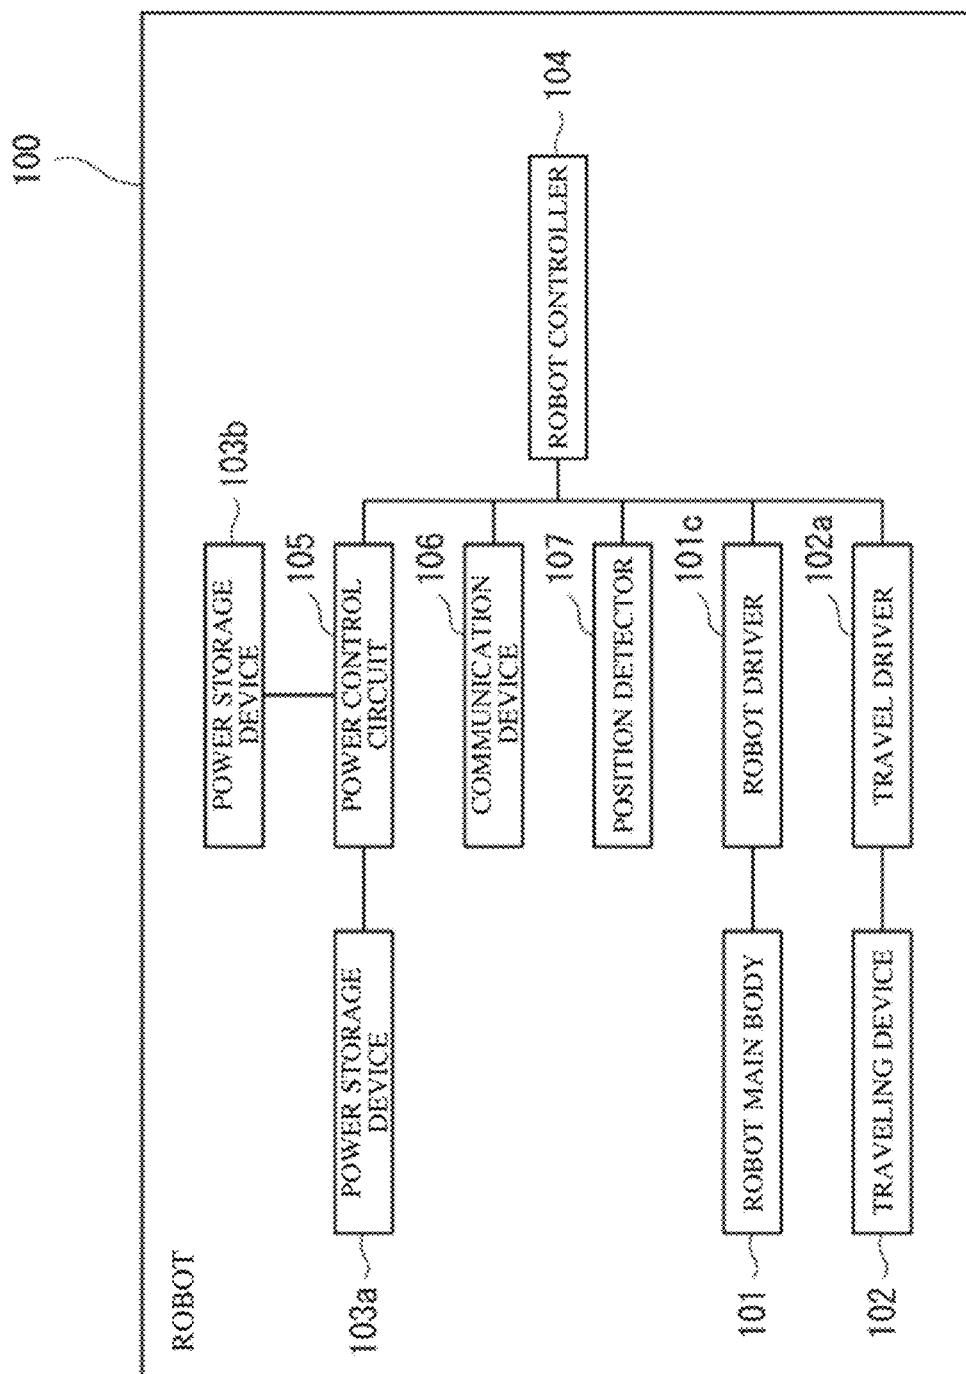 100
ROBOT
103b
POWER STORAGE
DEVICE
103a
POWER STORAGE
DEVICE
105
POWER CONTROL
CIRCUIT
104
ROBOT CONTROLLER
106
COMMUNICATION
DEVICE
107
POSITION DETECTOR
101
ROBOT MAIN BODY
101c
ROBOT DRIVER
102
TRAVELING DEVICE
102a
TRAVEL DRIVER